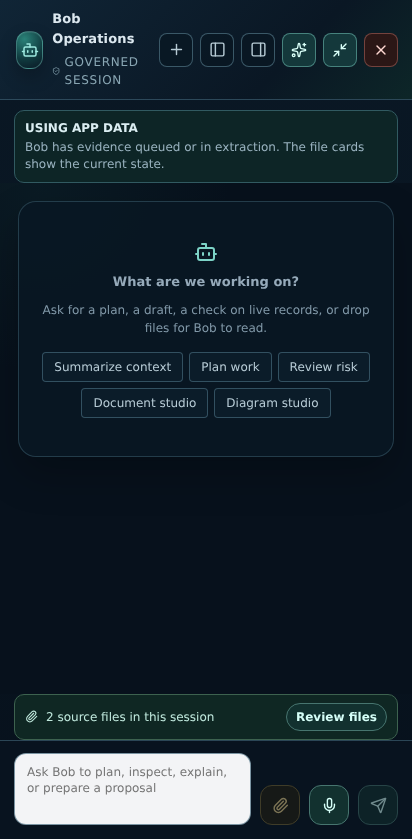 Bob
Operations
GOVERNED
SESSION
USING APP DATA
Bob has evidence queued or in extraction. The file cards
show the current state.
What are we working on?
Ask for a plan, a draft, a check on live records, or drop
files for Bob to read.
Summarize context
Plan work
Review risk
Document studio
Diagram studio
2 source files in this session
Review files
Ask Bob to plan, inspect, explain,
or prepare a proposal